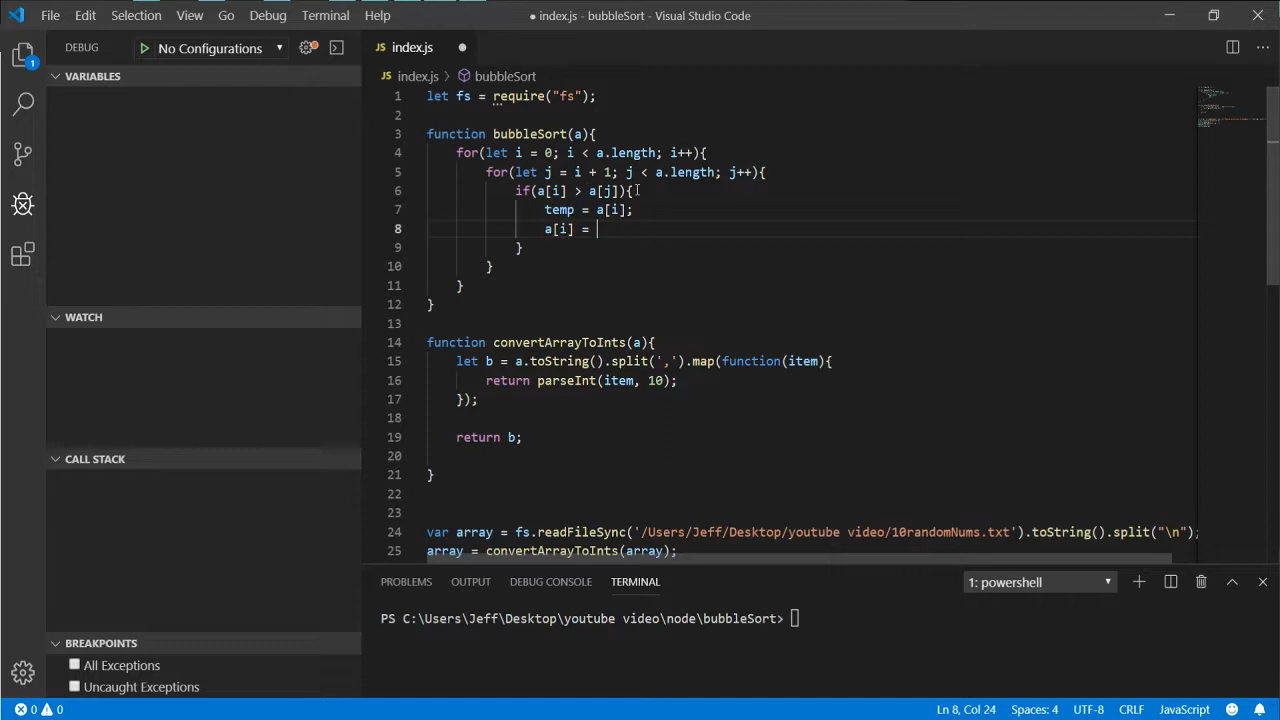 File Edit Selection View Go Debug Terminal Help
● index.js - bubbleSort - Visual Studio Code
DEBUG No Configurations
JS index.js
VARIABLES
JS index.js > bubbleSort
1 let fs = require("fs");
2
3 function bubbleSort(a){
4 for(let i = 0; i < a.length; i++){
5 for(let j = i + 1; j < a.length; j++){
6 if(a[i] > a[j]){
7 temp = a[i];
8 a[i] =
9 }
10 }
11 }
12 }
13
14 function convertArrayToInts(a){
15 let b = a.toString().split(',').map(function(item){
16 return parseInt(item, 10);
17 });
18
19 return b;
20
21 }
22
23
24 var array = fs.readFileSync('/Users/Jeff/Desktop/youtube video/10randomNums.txt').toString().split("\n");
25 array = convertArrayToInts(array);
1
WATCH
CALL STACK
BREAKPOINTS
All Exceptions
Uncaught Exceptions
PROBLEMS OUTPUT DEBUG CONSOLE TERMINAL 1: powershell
PS C:\Users\Jeff\Desktop\youtube video\node\bubbleSort>
0 0 Ln 8, Col 24 Spaces: 4 UTF-8 CRLF JavaScript